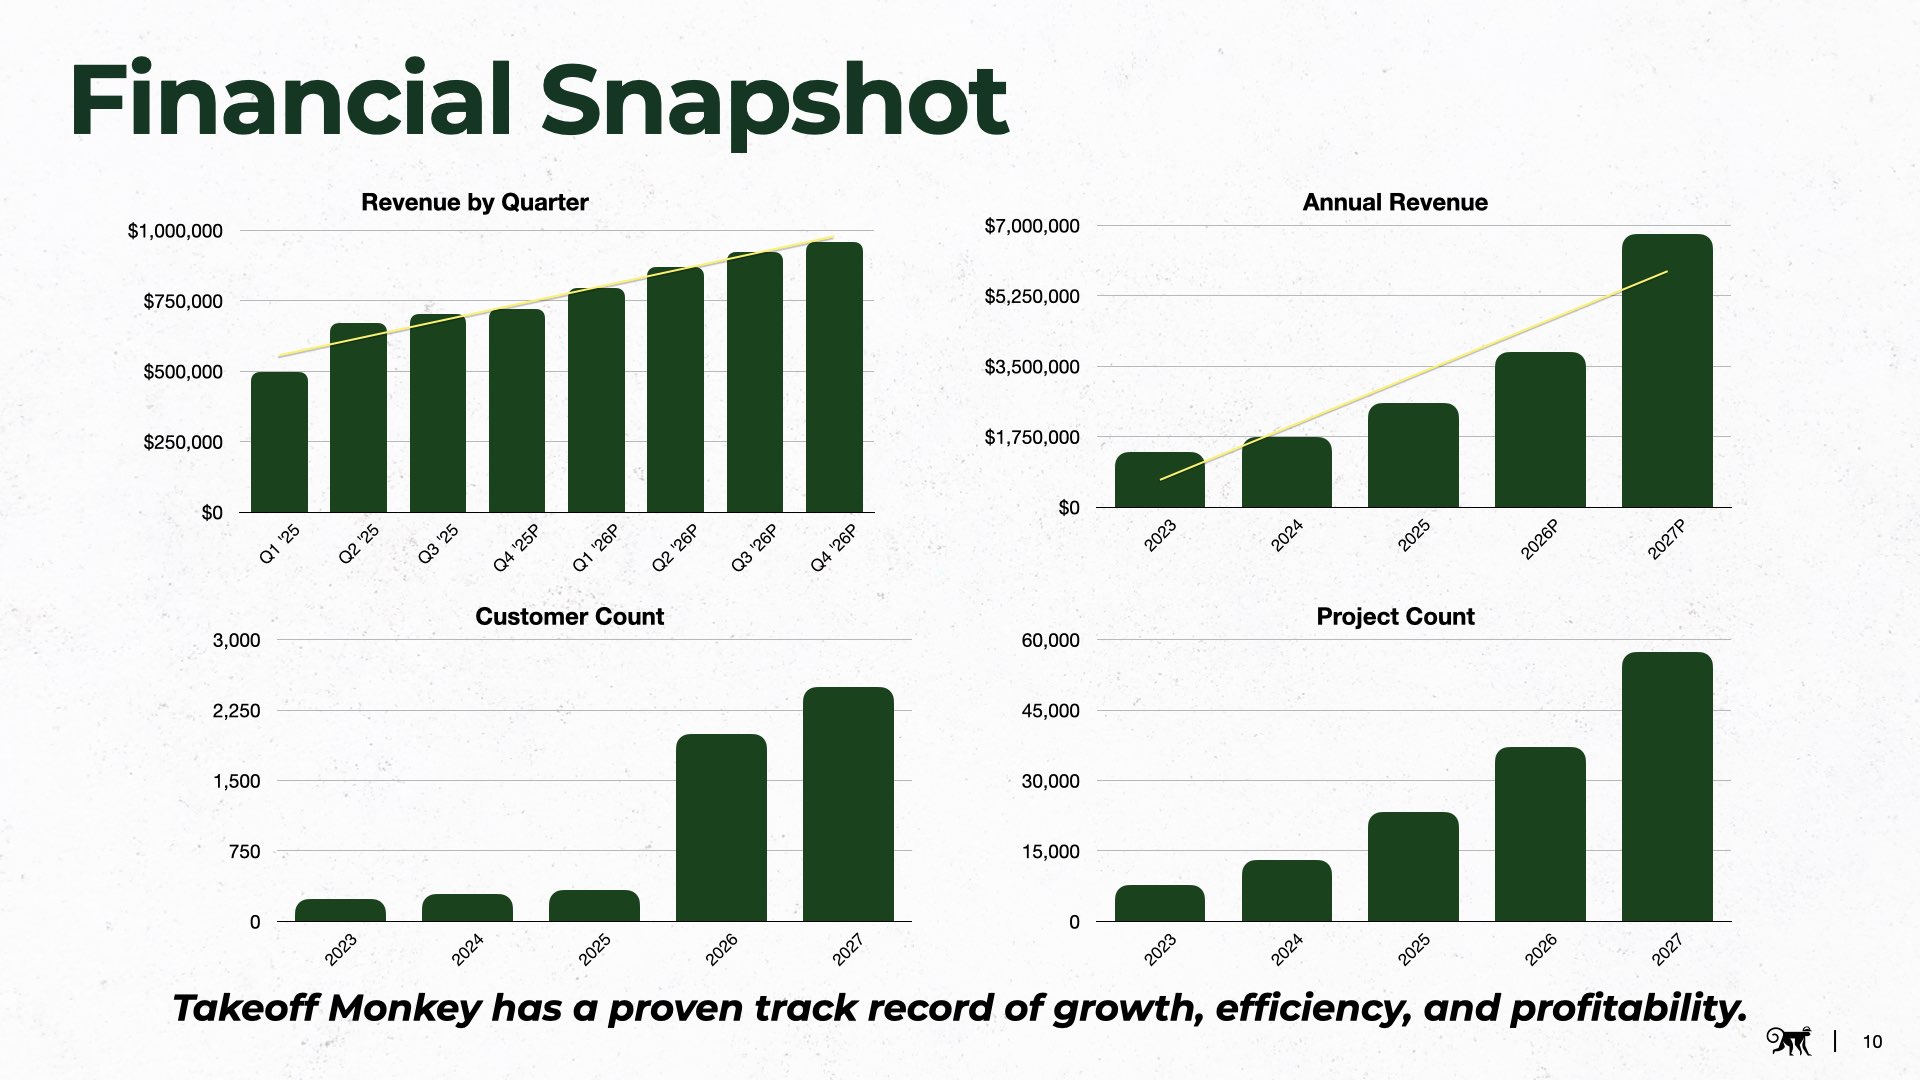 Financial Snapshot
Revenue by Quarter
$1,000,000
$750,000
$500,000
$250,000
$0
Q1 '25
Q2 '25
Q3 '25
Q4 '25P
Q1 '26P
Q2 '26P
Q3 '26P
Q4 '26P
Annual Revenue
$7,000,000
$5,250,000
$3,500,000
$1,750,000
$0
2023
2024
2025
2026P
2027P
Customer Count
3,000
2,250
1,500
750
0
2023
2024
2025
2026
2027
Project Count
60,000
45,000
30,000
15,000
0
2023
2024
2025
2026
2027
Takeoff Monkey has a proven track record of growth, efficiency, and profitability.
10